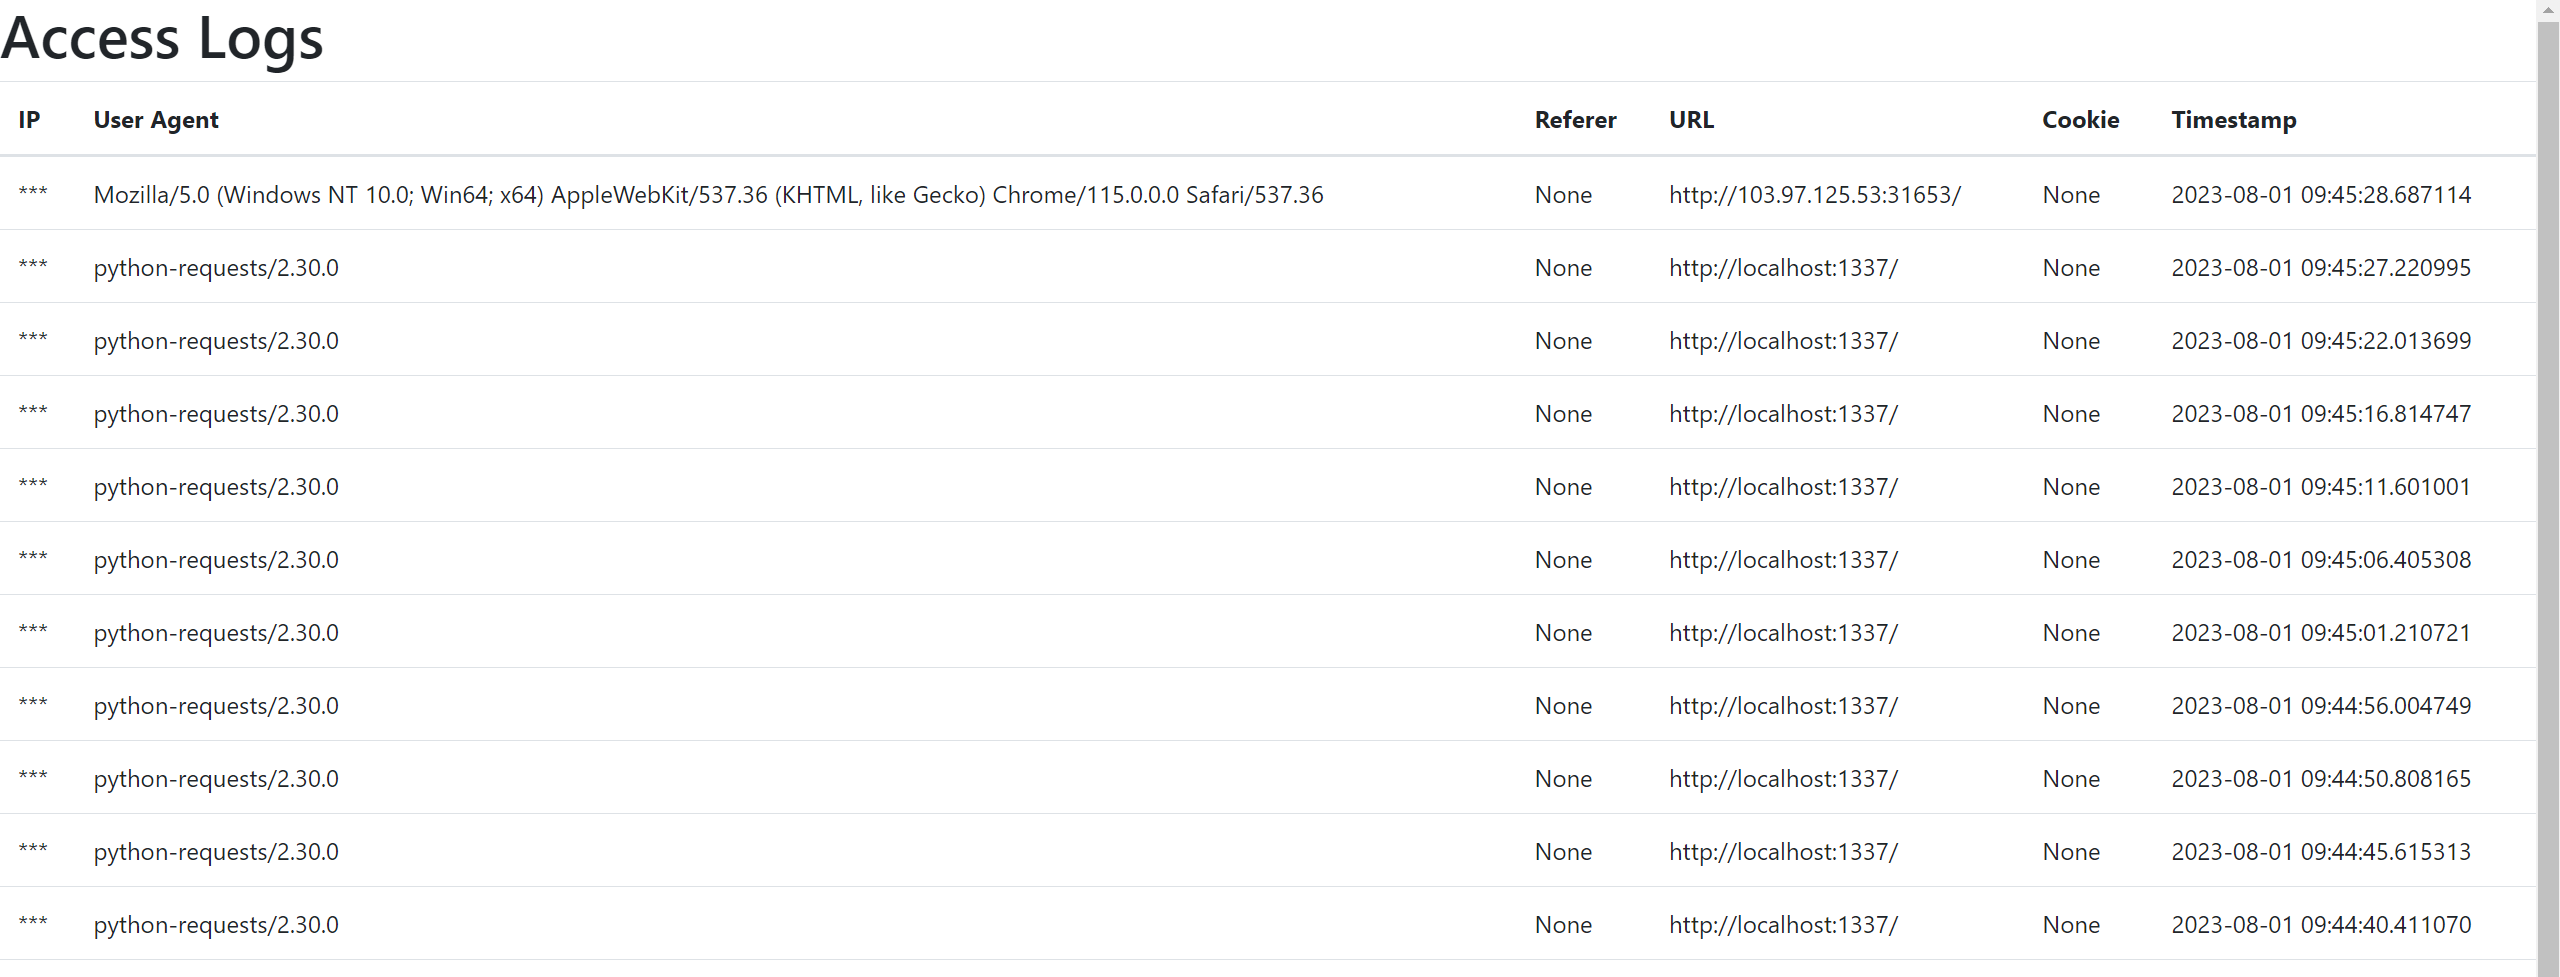 Access Logs
IP User Agent Referer URL Cookie Timestamp
*** Mozilla/5.0 (Windows NT 10.0; Win64; x64) AppleWebKit/537.36 (KHTML, like Gecko) Chrome/115.0.0.0 Safari/537.36 None http://103.97.125.53:31653/ None 2023-08-01 09:45:28.687114
*** python-requests/2.30.0 None http://localhost:1337/ None 2023-08-01 09:45:27.220995
*** python-requests/2.30.0 None http://localhost:1337/ None 2023-08-01 09:45:22.013699
*** python-requests/2.30.0 None http://localhost:1337/ None 2023-08-01 09:45:16.814747
*** python-requests/2.30.0 None http://localhost:1337/ None 2023-08-01 09:45:11.601001
*** python-requests/2.30.0 None http://localhost:1337/ None 2023-08-01 09:45:06.405308
*** python-requests/2.30.0 None http://localhost:1337/ None 2023-08-01 09:45:01.210721
*** python-requests/2.30.0 None http://localhost:1337/ None 2023-08-01 09:44:56.004749
*** python-requests/2.30.0 None http://localhost:1337/ None 2023-08-01 09:44:50.808165
*** python-requests/2.30.0 None http://localhost:1337/ None 2023-08-01 09:44:45.615313
*** python-requests/2.30.0 None http://localhost:1337/ None 2023-08-01 09:44:40.411070